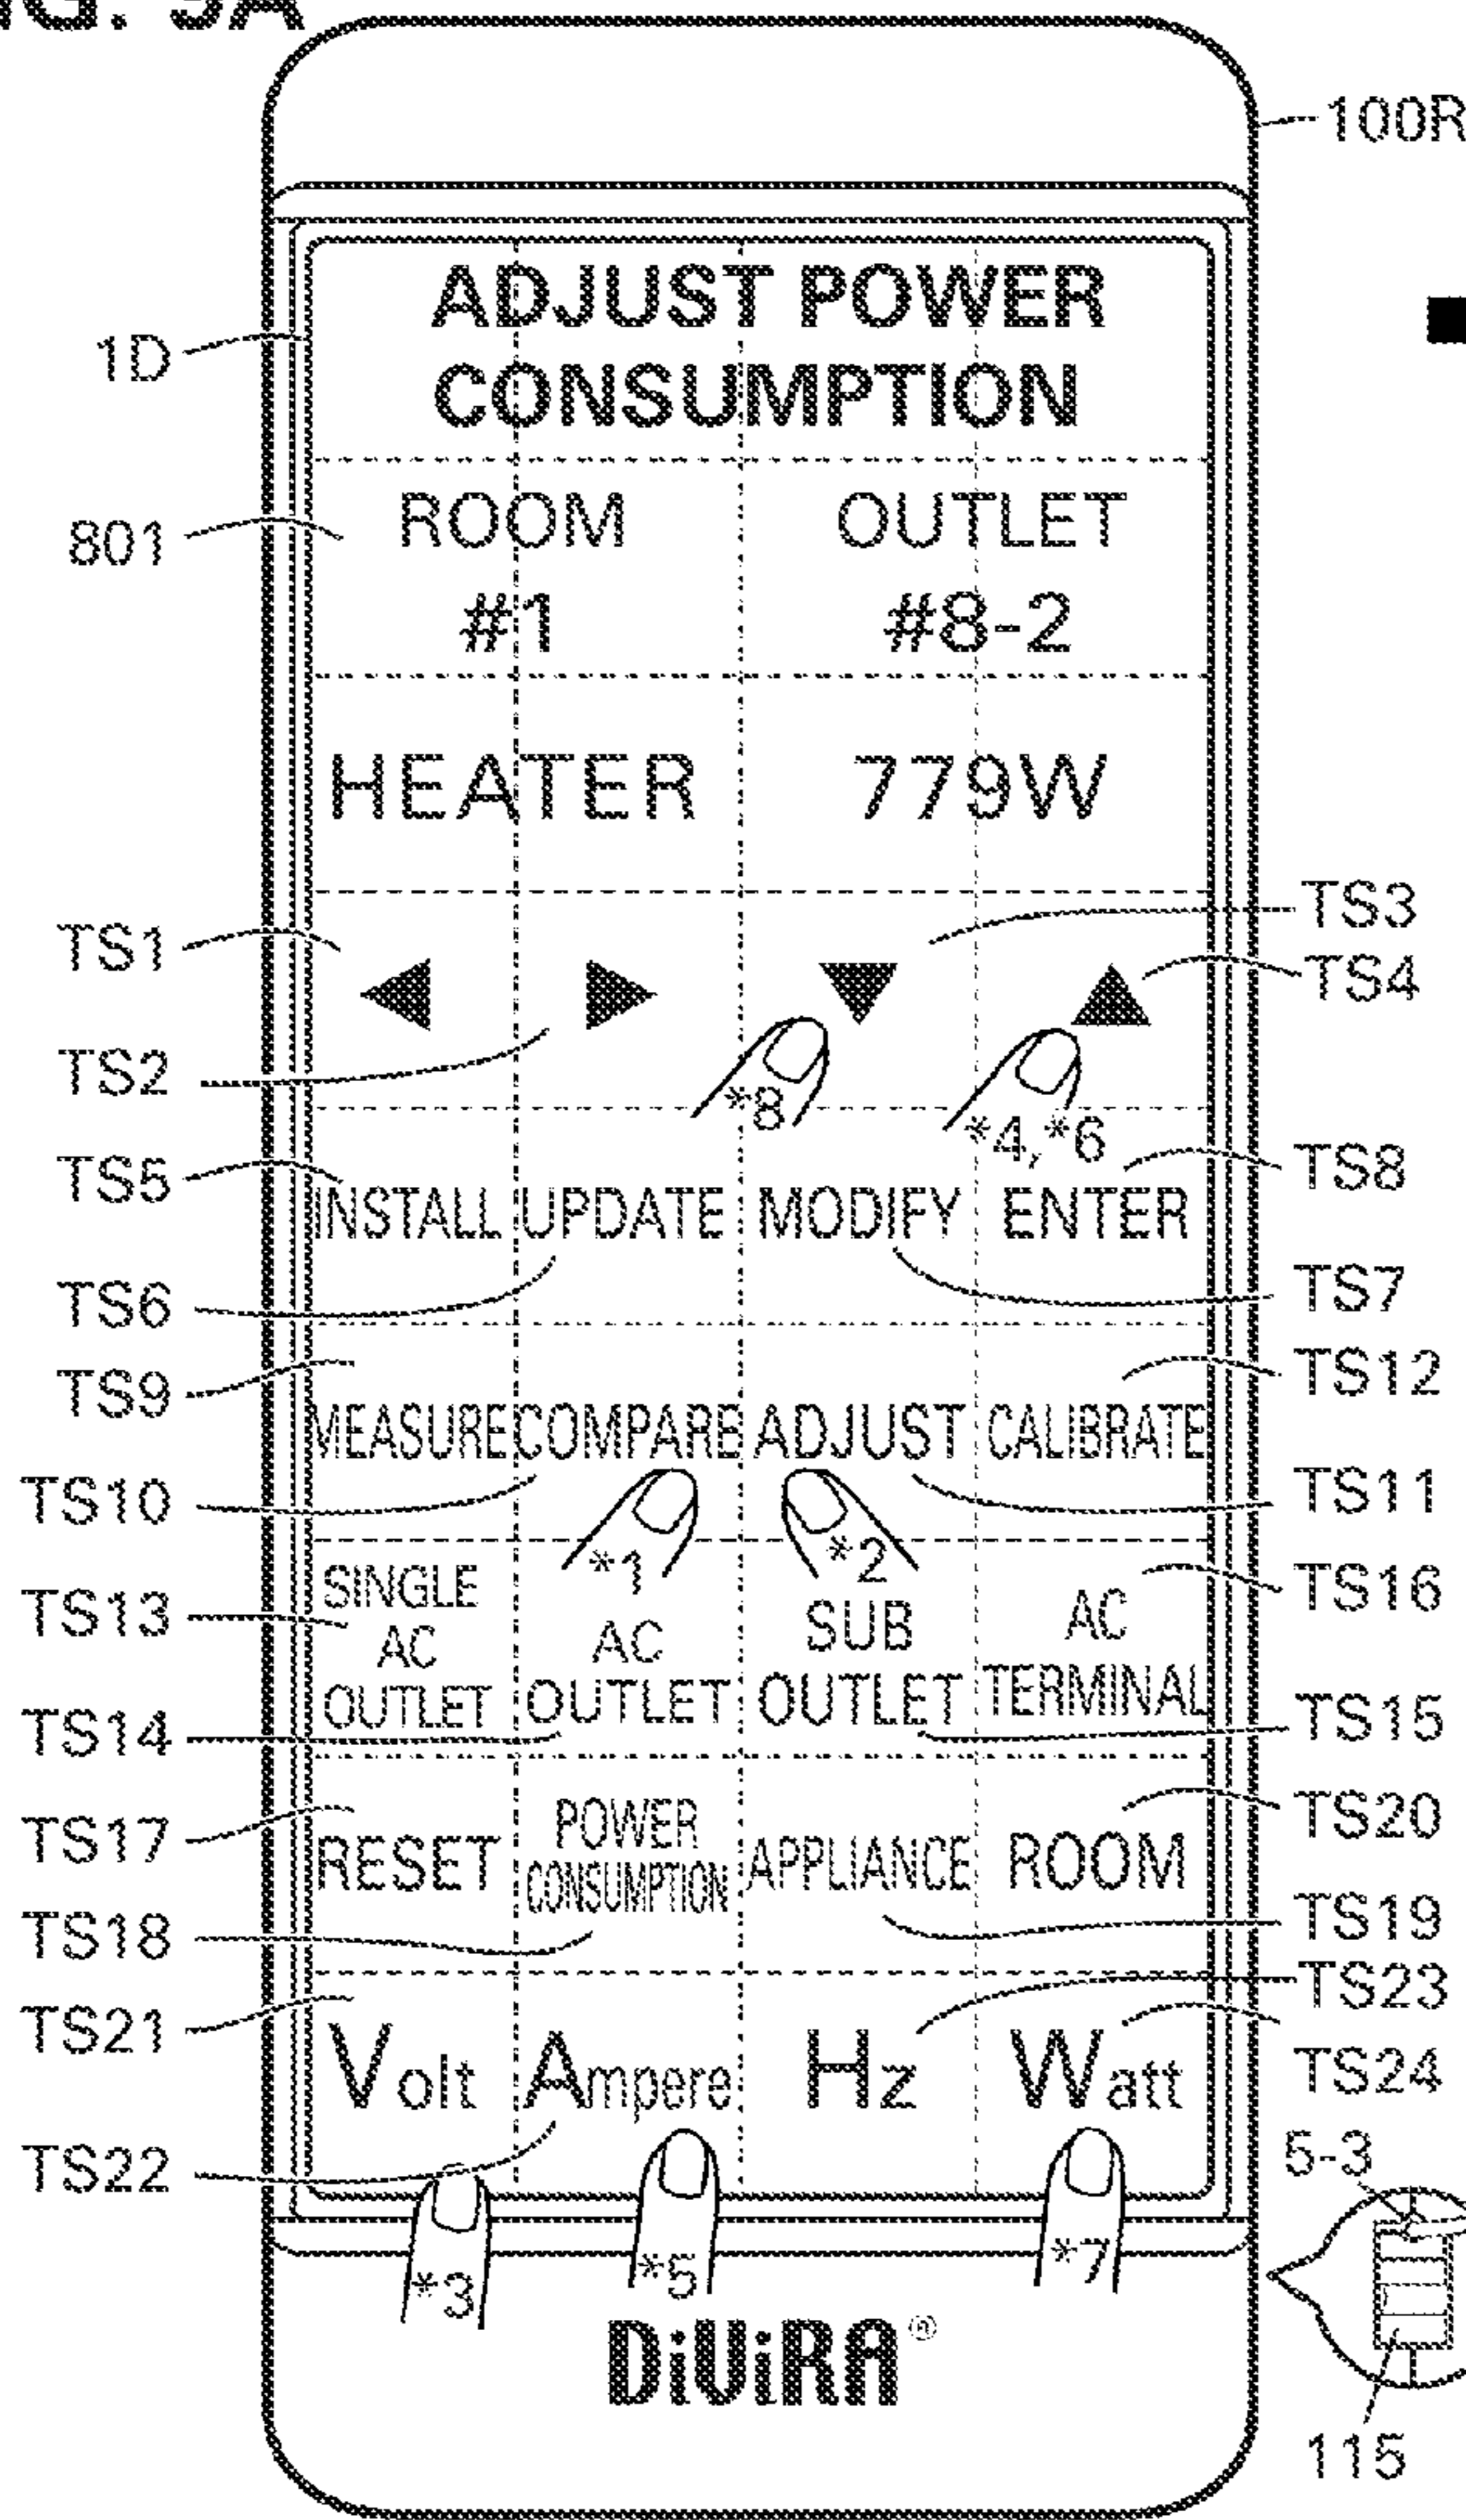 FIG. 5A
100R
ADJUST POWER
CONSUMPTION
1D
ROOM OUTLET
801
#1 #8-2
HEATER 779W
TS1 TS3
TS4
TS2
*8 *4,*6
TS5 TS8
INSTALL UPDATE MODIFY ENTER
TS6 TS7
TS9 TS12
MEASURE COMPARE ADJUST CALIBRATE
TS10 TS11
*1 *2
TS13 SINGLE AC OUTLET AC OUTLET SUB OUTLET AC TERMINAL TS16
TS14 TS15
TS17 TS20
RESET POWER CONSUMPTION APPLIANCE ROOM
TS18 TS19
TS21 TS23
Volt Ampere Hz Watt TS24
TS22 5-3
*3 *5 *7
DiViRA®
115